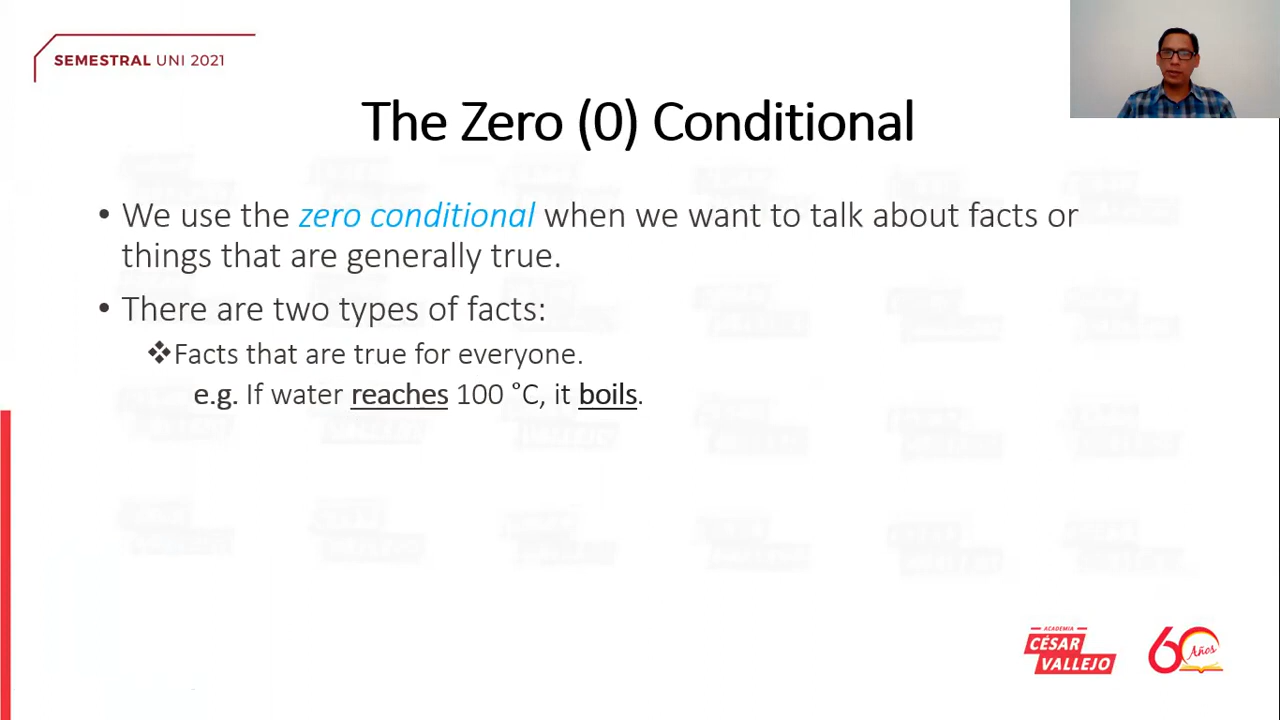 SEMESTRAL UNI 2021
The Zero (0) Conditional
• We use the zero conditional when we want to talk about facts or
things that are generally true.
• There are two types of facts:
❖Facts that are true for everyone.
e.g. If water reaches 100 °C, it boils.
ACADEMIA
CÉSAR
VALLEJO
60
Años